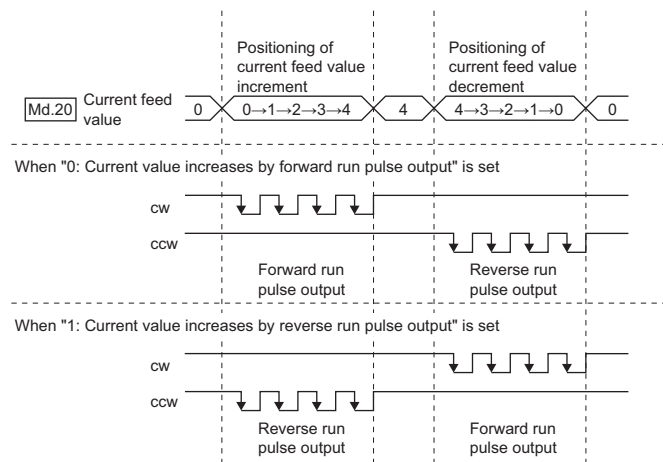 Positioning of
current feed value
increment
Positioning of
current feed value
decrement
Md.20 Current feed
value
0
0→1→2→3→4
4
4→3→2→1→0
0
When "0: Current value increases by forward run pulse output" is set
cw
ccw
Forward run
pulse output
Reverse run
pulse output
When "1: Current value increases by reverse run pulse output" is set
cw
ccw
Reverse run
pulse output
Forward run
pulse output